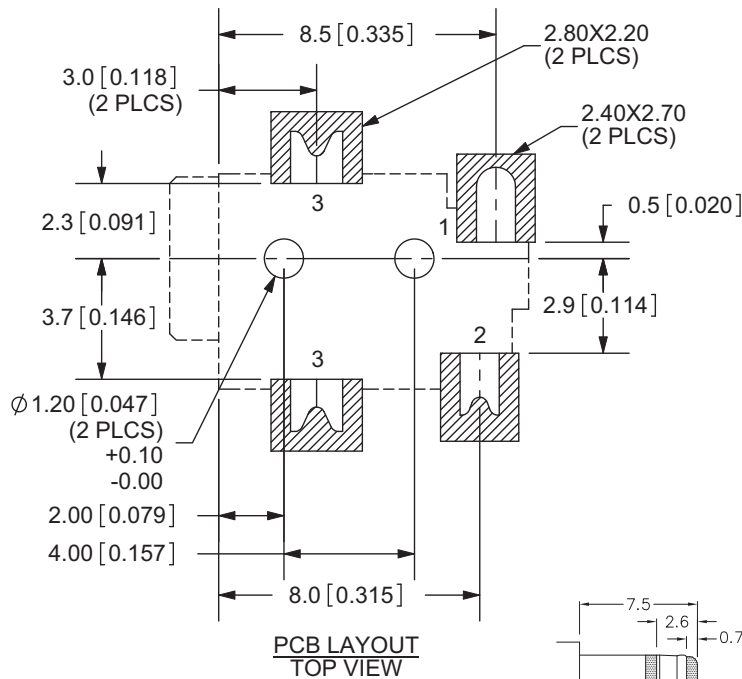 8.5 [0.335]
2.80X2.20
(2 PLCS)
3.0 [0.118]
(2 PLCS)
2.40X2.70
(2 PLCS)
3
1
0.5 [0.020]
2.3 [0.091]
3.7 [0.146]
2.9 [0.114]
2
3
Ø1.20 [0.047]
(2 PLCS)
+0.10
-0.00
2.00 [0.079]
4.00 [0.157]
8.0 [0.315]
PCB LAYOUT
TOP VIEW
7.5
2.6
0.7